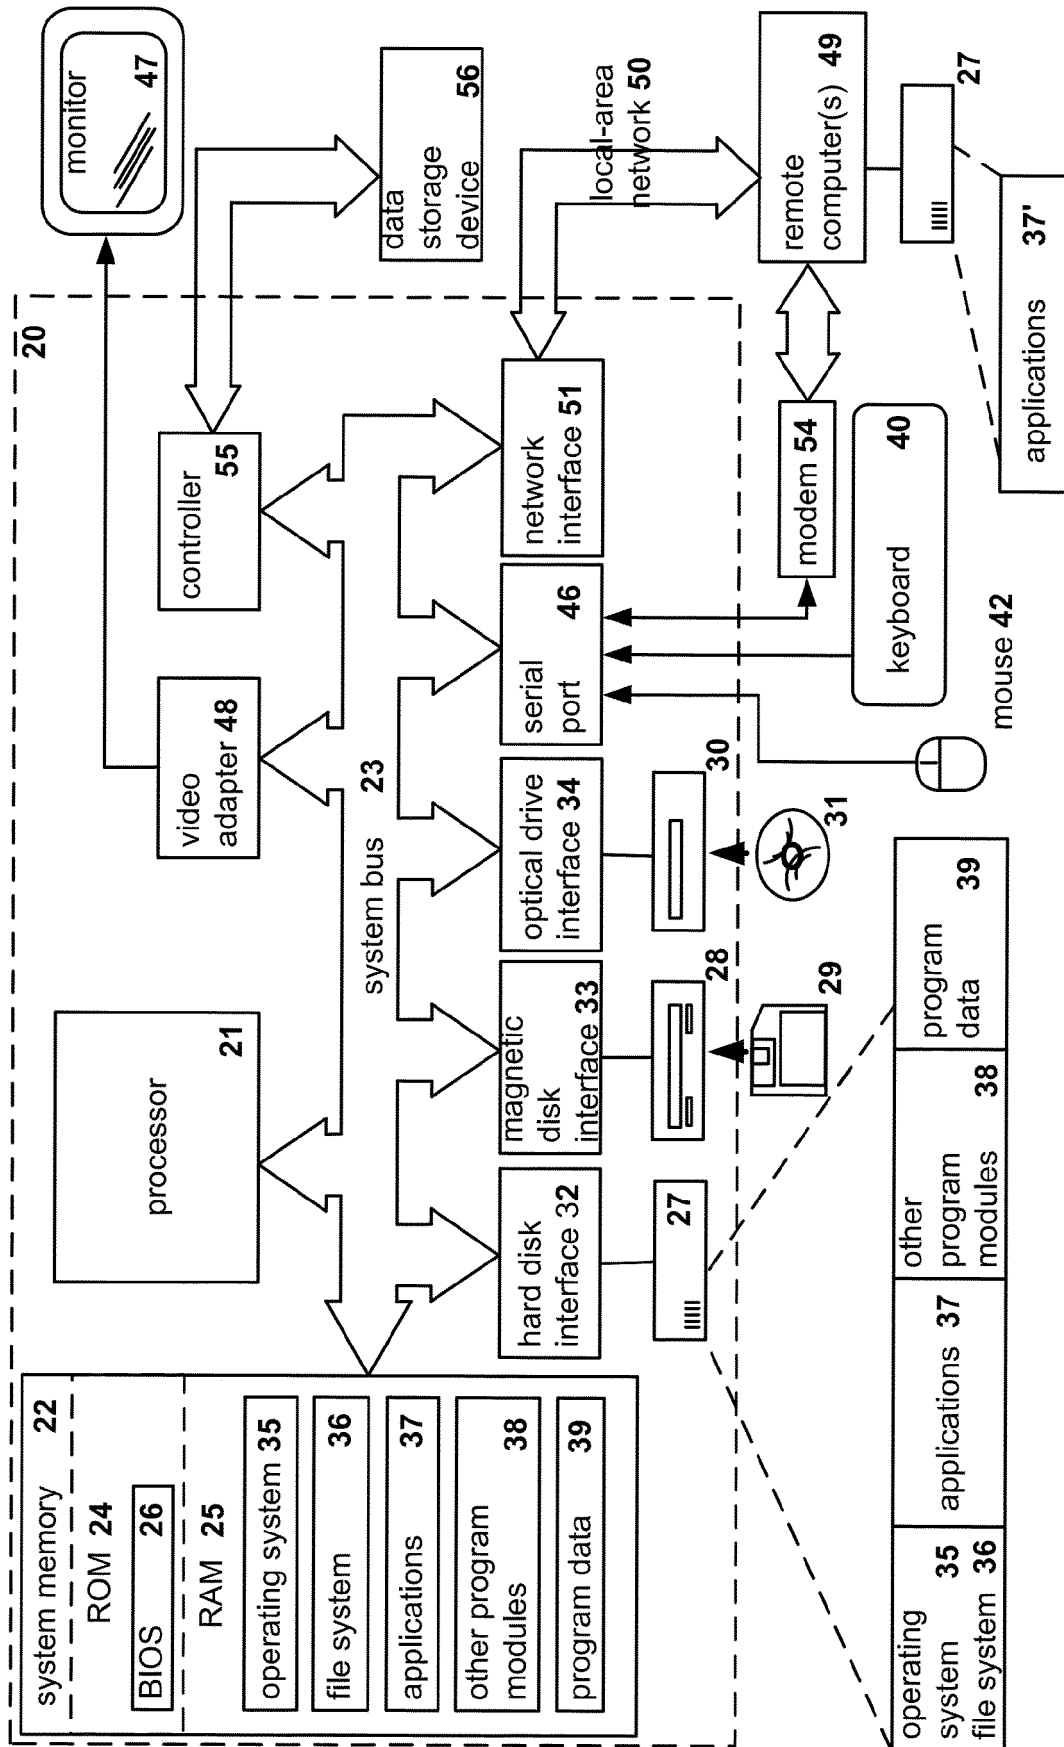 system memory 22
ROM 24
BIOS 26
RAM 25
operating system 35
file system 36
applications 37
other program
modules 38
program data 39
processor
21
20
video
adapter 48
controller
55
monitor
47
system bus 23
data
storage
device 56
hard disk
interface 32
magnetic
disk
interface 33
optical drive
interface 34
serial
port 46
network
interface 51
local-area
network 50
27
28
30
29
31
modem 54
remote
computer(s) 49
keyboard
40
mouse 42
27
applications 37'
operating
system 35
file system 36
applications 37
other
program
modules 38
program
data 39